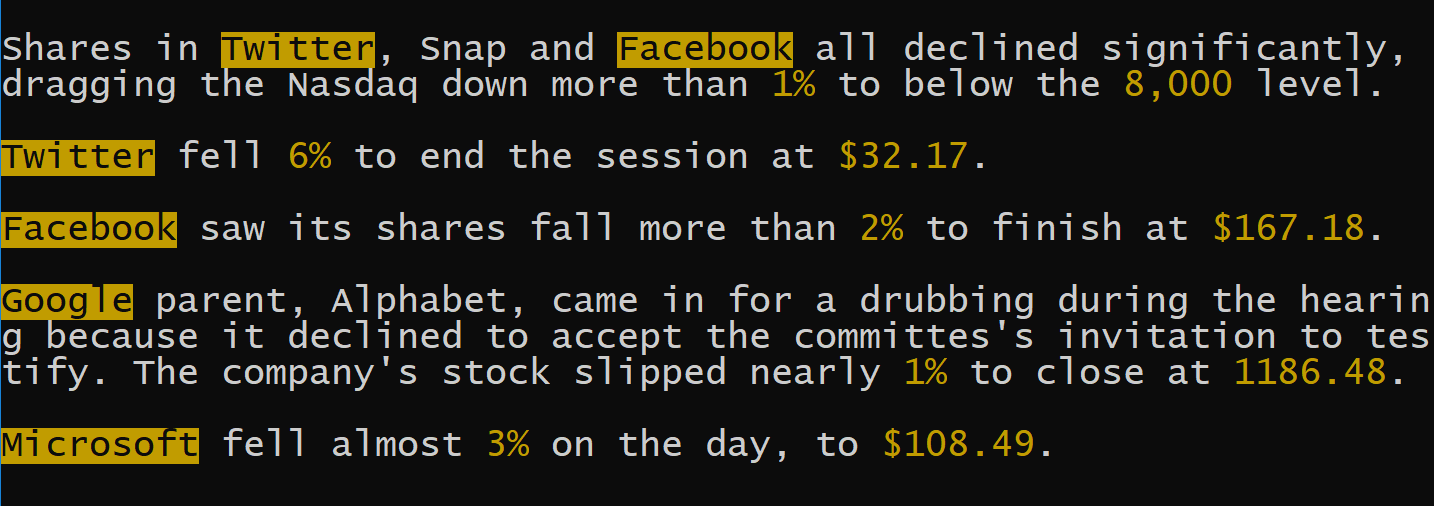 Shares in Twitter, Snap and Facebook all declined significantly,
dragging the Nasdaq down more than 1% to below the 8,000 level.
Twitter fell 6% to end the session at $32.17.
Facebook saw its shares fall more than 2% to finish at $167.18.
Google parent, Alphabet, came in for a drubbing during the hearin
g because it declined to accept the committes's invitation to tes
tify. The company's stock slipped nearly 1% to close at 1186.48.
Microsoft fell almost 3% on the day, to $108.49.